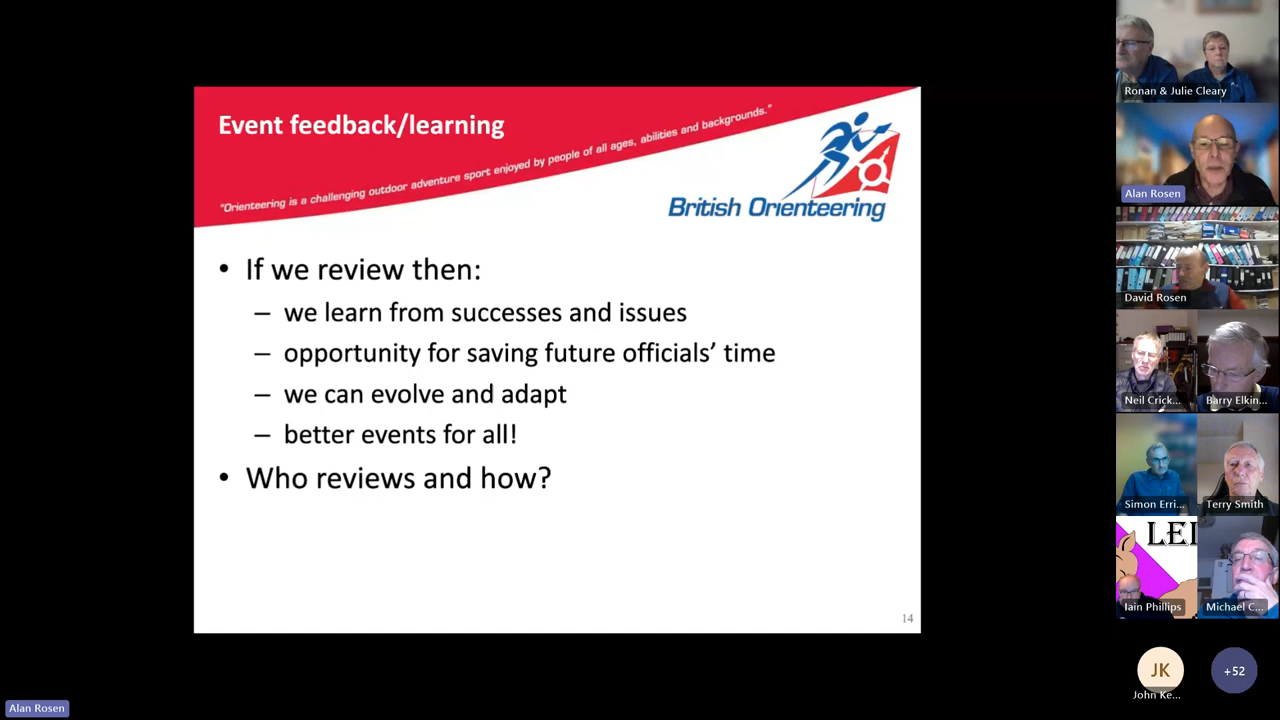 Event feedback/learning
"Orienteering is a challenging outdoor adventure sport enjoyed by people of all ages, abilities and backgrounds."
British Orienteering
• If we review then:
– we learn from successes and issues
– opportunity for saving future officials’ time
– we can evolve and adapt
– better events for all!
• Who reviews and how?
14
Ronan & Julie Cleary
Alan Rosen
David Rosen
Neil Crick...
Barry Elkin...
Simon Erri...
Terry Smith
LEI
Iain Phillips
Michael C...
JK
+52
John Ke...
Alan Rosen